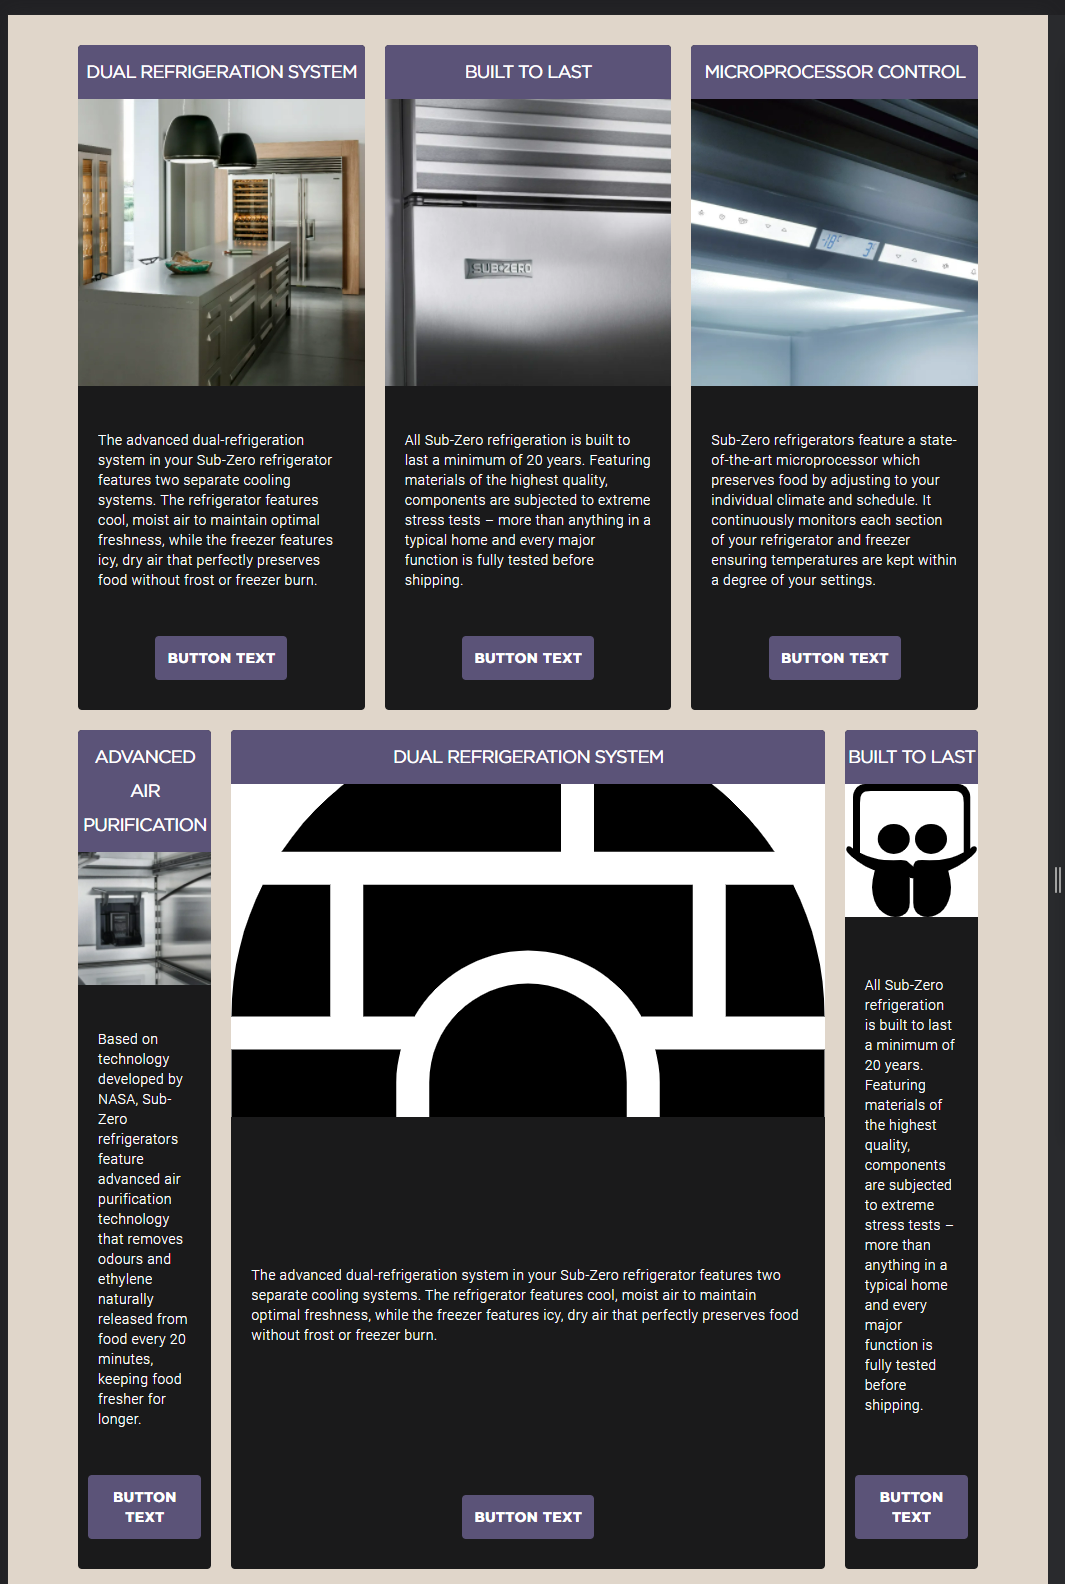 DUAL REFRIGERATION SYSTEM
BUILT TO LAST
MICROPROCESSOR CONTROL
SUB-ZERO
-18°
3°
The advanced dual-refrigeration
system in your Sub-Zero refrigerator
features two separate cooling
systems. The refrigerator features
cool, moist air to maintain optimal
freshness, while the freezer features
icy, dry air that perfectly preserves
food without frost or freezer burn.
All Sub-Zero refrigeration is built to
last a minimum of 20 years. Featuring
materials of the highest quality,
components are subjected to extreme
stress tests – more than anything in a
typical home and every major
function is fully tested before
shipping.
Sub-Zero refrigerators feature a state-
of-the-art microprocessor which
preserves food by adjusting to your
individual climate and schedule. It
continuously monitors each section
of your refrigerator and freezer
ensuring temperatures are kept within
a degree of your settings.
BUTTON TEXT
BUTTON TEXT
BUTTON TEXT
ADVANCED
AIR
PURIFICATION
Based on
technology
developed by
NASA, Sub-
Zero
refrigerators
feature
advanced air
purification
technology
that removes
odours and
ethylene
naturally
released from
food every 20
minutes,
keeping food
fresher for
longer.
BUTTON
TEXT
DUAL REFRIGERATION SYSTEM
The advanced dual-refrigeration system in your Sub-Zero refrigerator features two
separate cooling systems. The refrigerator features cool, moist air to maintain
optimal freshness, while the freezer features icy, dry air that perfectly preserves food
without frost or freezer burn.
BUTTON TEXT
BUILT TO LAST
All Sub-Zero
refrigeration
is built to last
a minimum of
20 years.
Featuring
materials of
the highest
quality,
components
are subjected
to extreme
stress tests –
more than
anything in a
typical home
and every
major
function is
fully tested
before
shipping.
BUTTON
TEXT